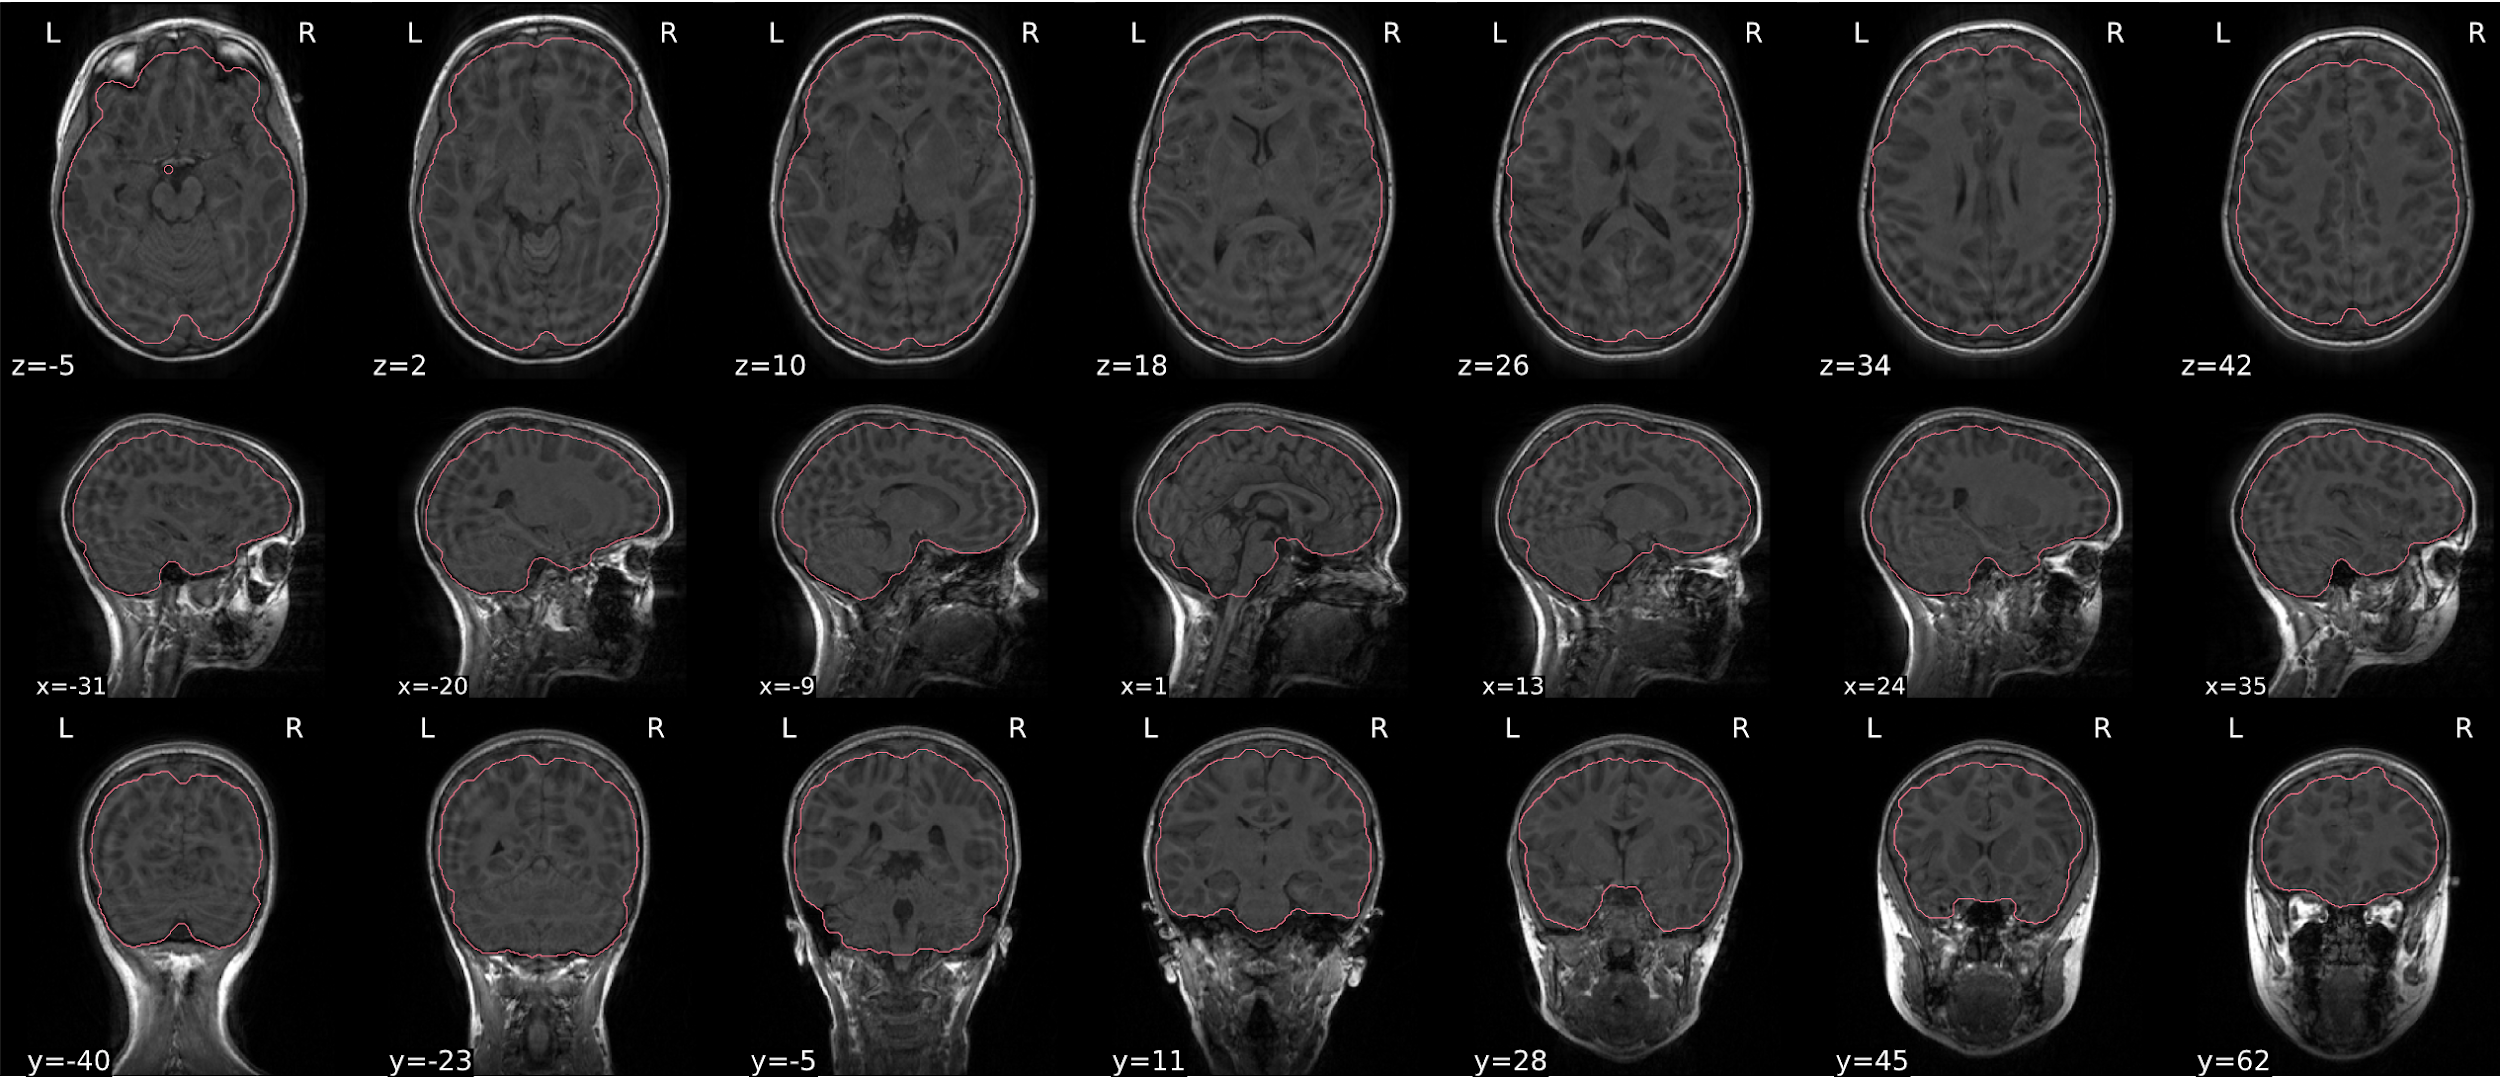 L R L R L R L R L R L R L R
z=-5 z=2 z=10 z=18 z=26 z=34 z=42
x=-31 x=-20 x=-9 x=1 x=13 x=24 x=35
L R L R L R L R L R L R L R
y=-40 y=-23 y=-5 y=11 y=28 y=45 y=62